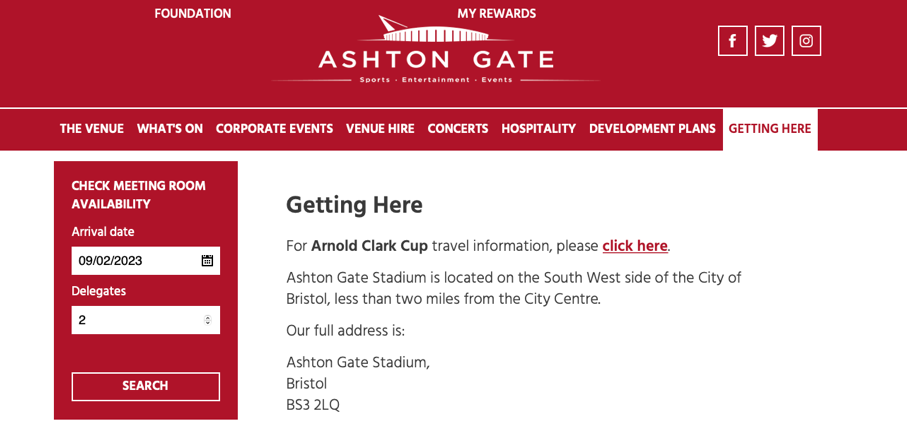 FOUNDATION
MY REWARDS
ASHTON GATE
Sports - Entertainment - Events
THE VENUE WHAT'S ON CORPORATE EVENTS VENUE HIRE CONCERTS HOSPITALITY DEVELOPMENT PLANS GETTING HERE
CHECK MEETING ROOM
AVAILABILITY
Arrival date
09/02/2023
Delegates
2
SEARCH
Getting Here
For Arnold Clark Cup travel information, please click here.
Ashton Gate Stadium is located on the South West side of the City of
Bristol, less than two miles from the City Centre.
Our full address is:
Ashton Gate Stadium,
Bristol
BS3 2LQ